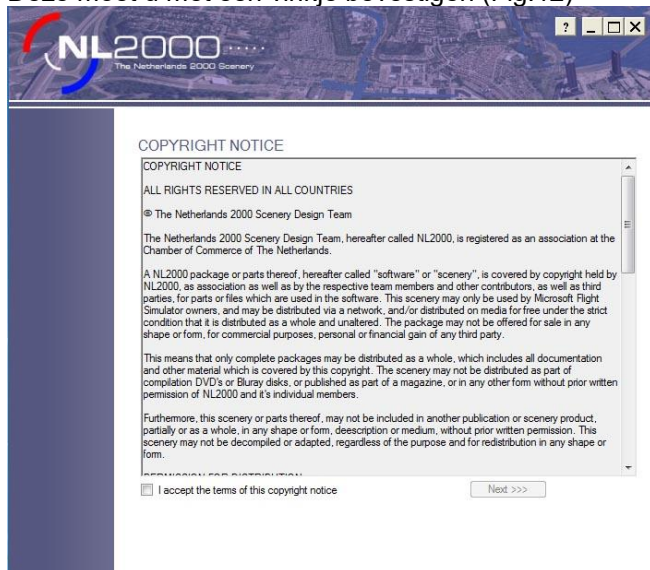 Deze moet u met een vinkje bevestigen (Fig.12)
NL2000
The Netherlands 2000 Scenery
COPYRIGHT NOTICE
COPYRIGHT NOTICE
ALL RIGHTS RESERVED IN ALL COUNTRIES
® The Netherlands 2000 Scenery Design Team
The Netherlands 2000 Scenery Design Team, hereafter called NL2000, is registered as an association at the
Chamber of Commerce of The Netherlands.
A NL2000 package or parts thereof, hereafter called "software" or "scenery", is covered by copyright held by
NL2000, as association as well as by the respective team members and other contributors, as well as third
parties, for parts or files which are used in the software. This scenery may only be used by Microsoft Flight
Simulator owners, and may be distributed via a network, and/or distributed on media for free under the strict
condition that it is distributed as a whole and unaltered. The package may not be offered for sale in any
shape or form, for commercial purposes, personal or financial gain of any third party.
This means that only complete packages may be distributed as a whole, which includes all documentation
and other material which is covered by this copyright. The scenery may not be distributed as part of
compilation DVD's or Bluray disks, or published as part of a magazine, or in any other form without prior written
permission of NL2000 and it's individual members.
Furthermore, this scenery or parts thereof, may not be included in another publication or scenery product,
partially or as a whole, in any shape or form, deescription or medium, without prior written permission. This
scenery may not be decompiled or adapted, regardless of the purpose and for redistribution in any shape or
form.
PERMISSION FOR DISTRIBUTION
I accept the terms of this copyright notice
Next >>>